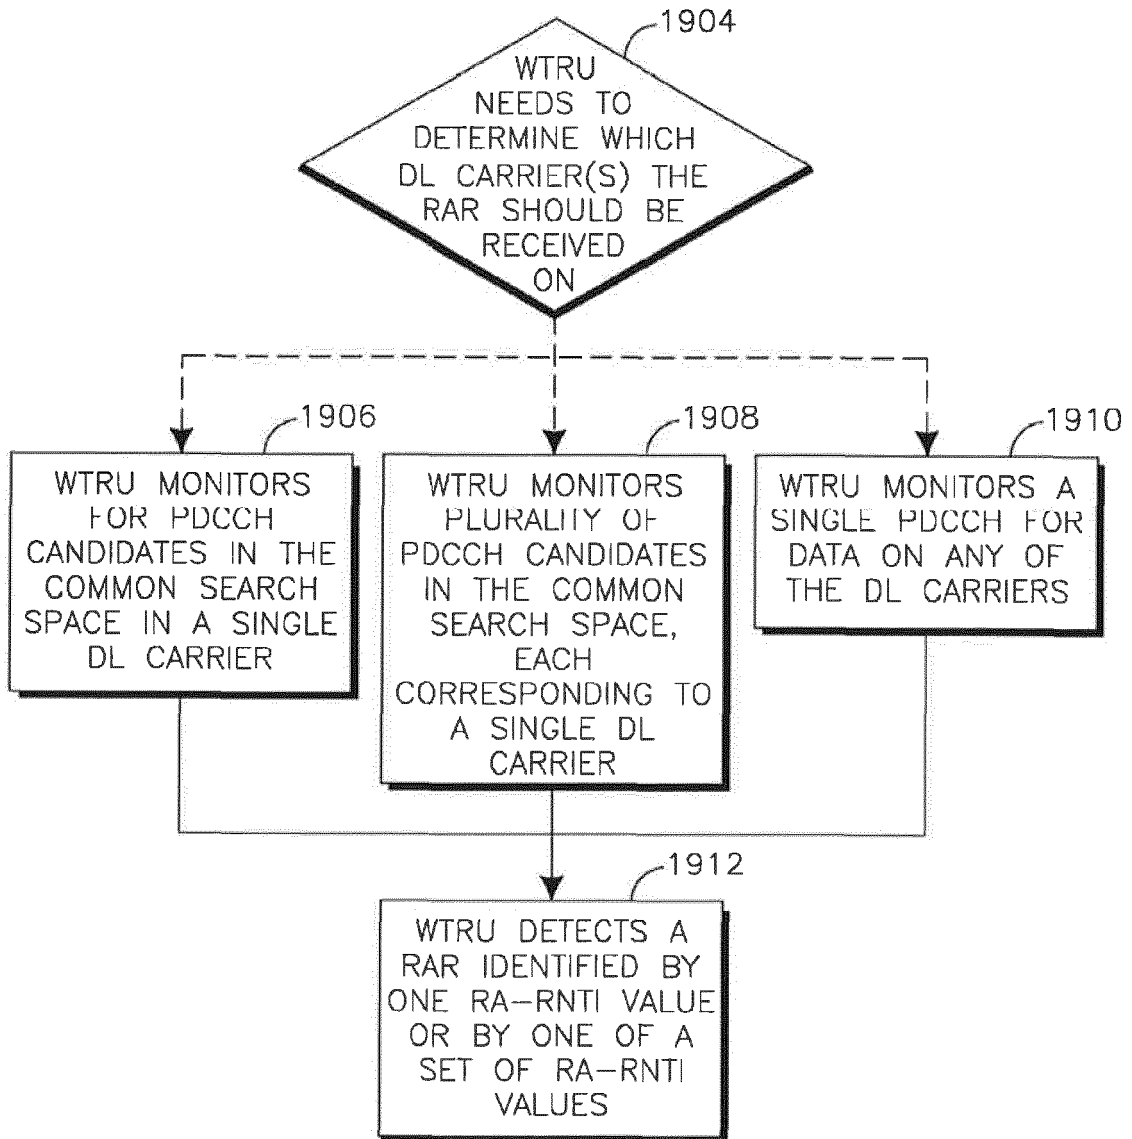 1904
WTRU
NEEDS TO
DETERMINE WHICH
DL CARRIER(S) THE
RAR SHOULD BE
RECEIVED
ON
1906
WTRU MONITORS
FOR PDCCH
CANDIDATES IN THE
COMMON SEARCH
SPACE IN A SINGLE
DL CARRIER
1908
WTRU MONITORS
PLURALITY OF
PDCCH CANDIDATES
IN THE COMMON
SEARCH SPACE,
EACH
CORRESPONDING TO
A SINGLE DL
CARRIER
1910
WTRU MONITORS A
SINGLE PDCCH FOR
DATA ON ANY OF
THE DL CARRIERS
1912
WTRU DETECTS A
RAR IDENTIFIED BY
ONE RA-RNTI VALUE
OR BY ONE OF A
SET OF RA-RNTI
VALUES